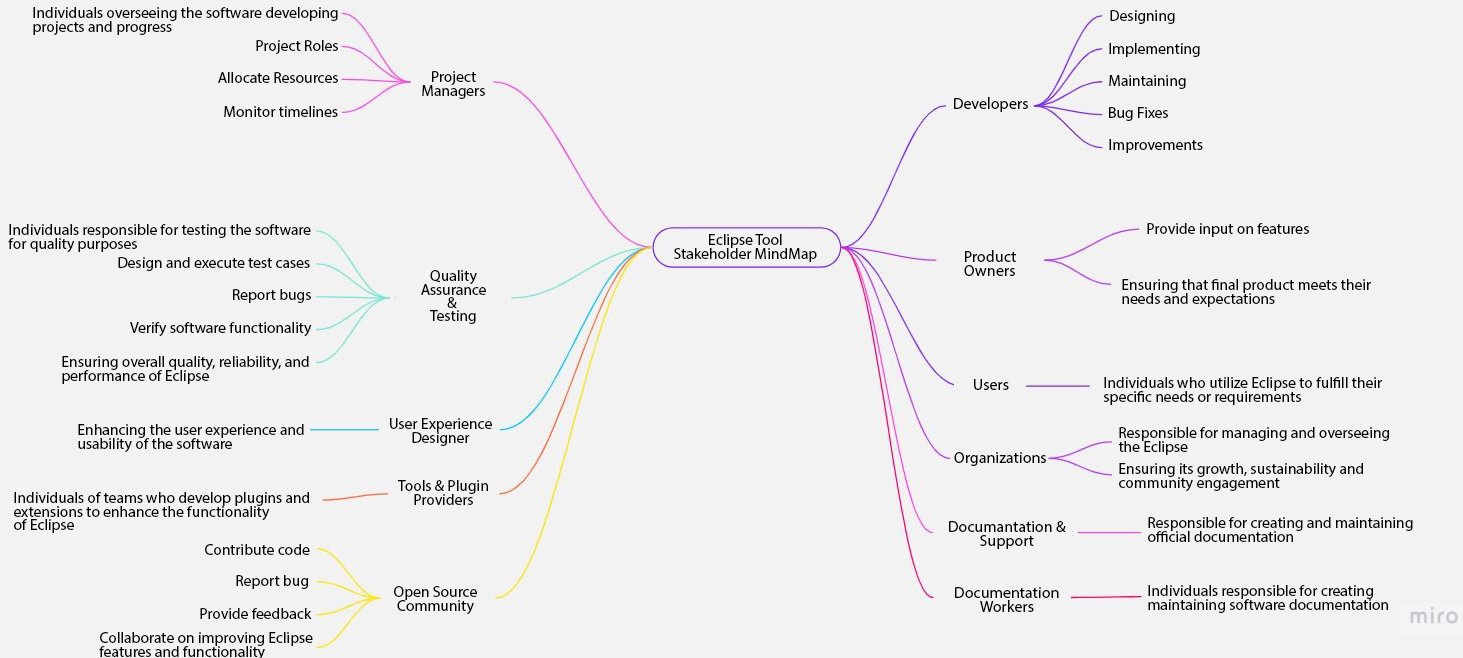 Individuals overseeing the software developing
projects and progress
Project Roles
Allocate Resources
Monitor timelines
Project
Managers
Individuals responsible for testing the software
for quality purposes
Design and execute test cases
Report bugs
Verify software functionality
Ensuring overall quality, reliability, and
performance of Eclipse
Quality
Assurance
&
Testing
Enhancing the user experience and
usability of the software
User Experience
Designer
Individuals of teams who develop plugins and
extensions to enhance the functionality
of Eclipse
Tools & Plugin
Providers
Contribute code
Report bug
Provide feedback
Collaborate on improving Eclipse
features and functionality
Open Source
Community
Eclipse Tool
Stakeholder MindMap
Developers
Designing
Implementing
Maintaining
Bug Fixes
Improvements
Product
Owners
Provide input on features
Ensuring that final product meets their
needs and expectations
Users
Individuals who utilize Eclipse to fulfill their
specific needs or requirements
Organizations
Responsible for managing and overseeing
the Eclipse
Ensuring its growth, sustainability and
community engagement
Documantation &
Support
Responsible for creating and maintaining
official documentation
Documentation
Workers
Individuals responsible for creating
maintaining software documentation
miro